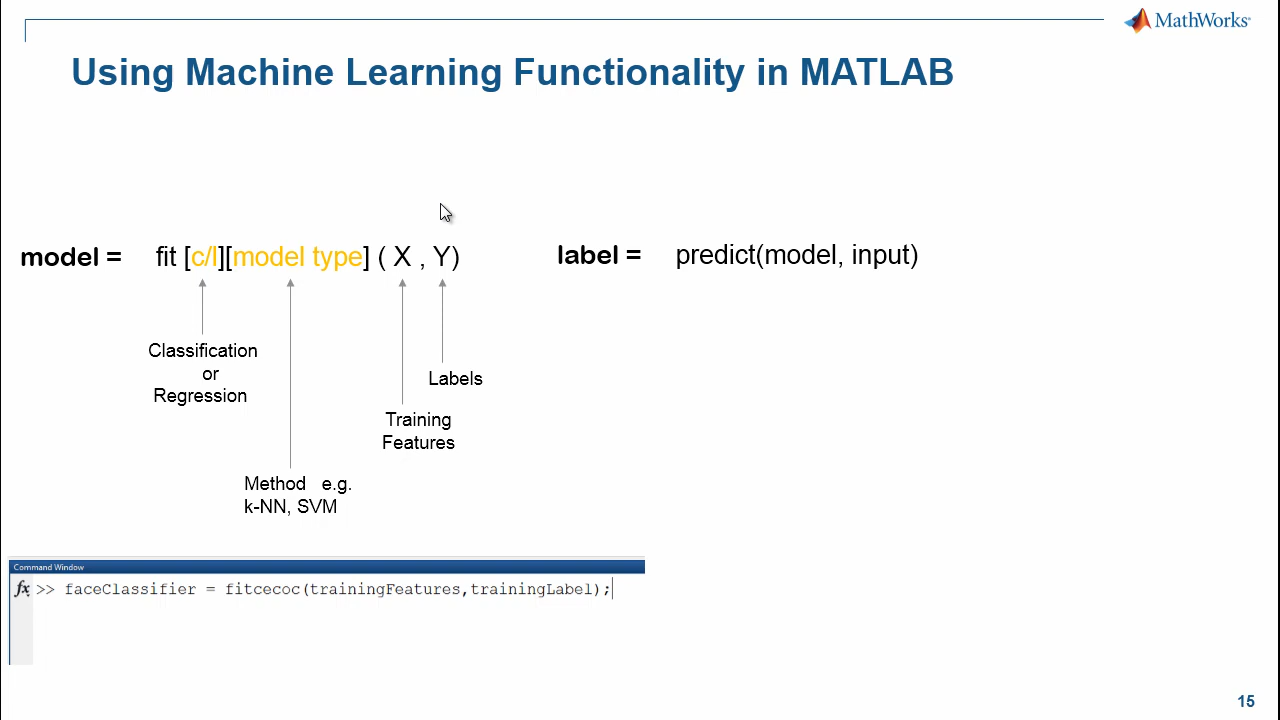 MathWorks®
Using Machine Learning Functionality in MATLAB
model = fit [c/l][model type] ( X , Y)
label = predict(model, input)
Classification
or
Regression
Labels
Training
Features
Method e.g.
k-NN, SVM
Command Window
fx >> faceClassifier = fitcecoc(trainingFeatures,trainingLabel);
15